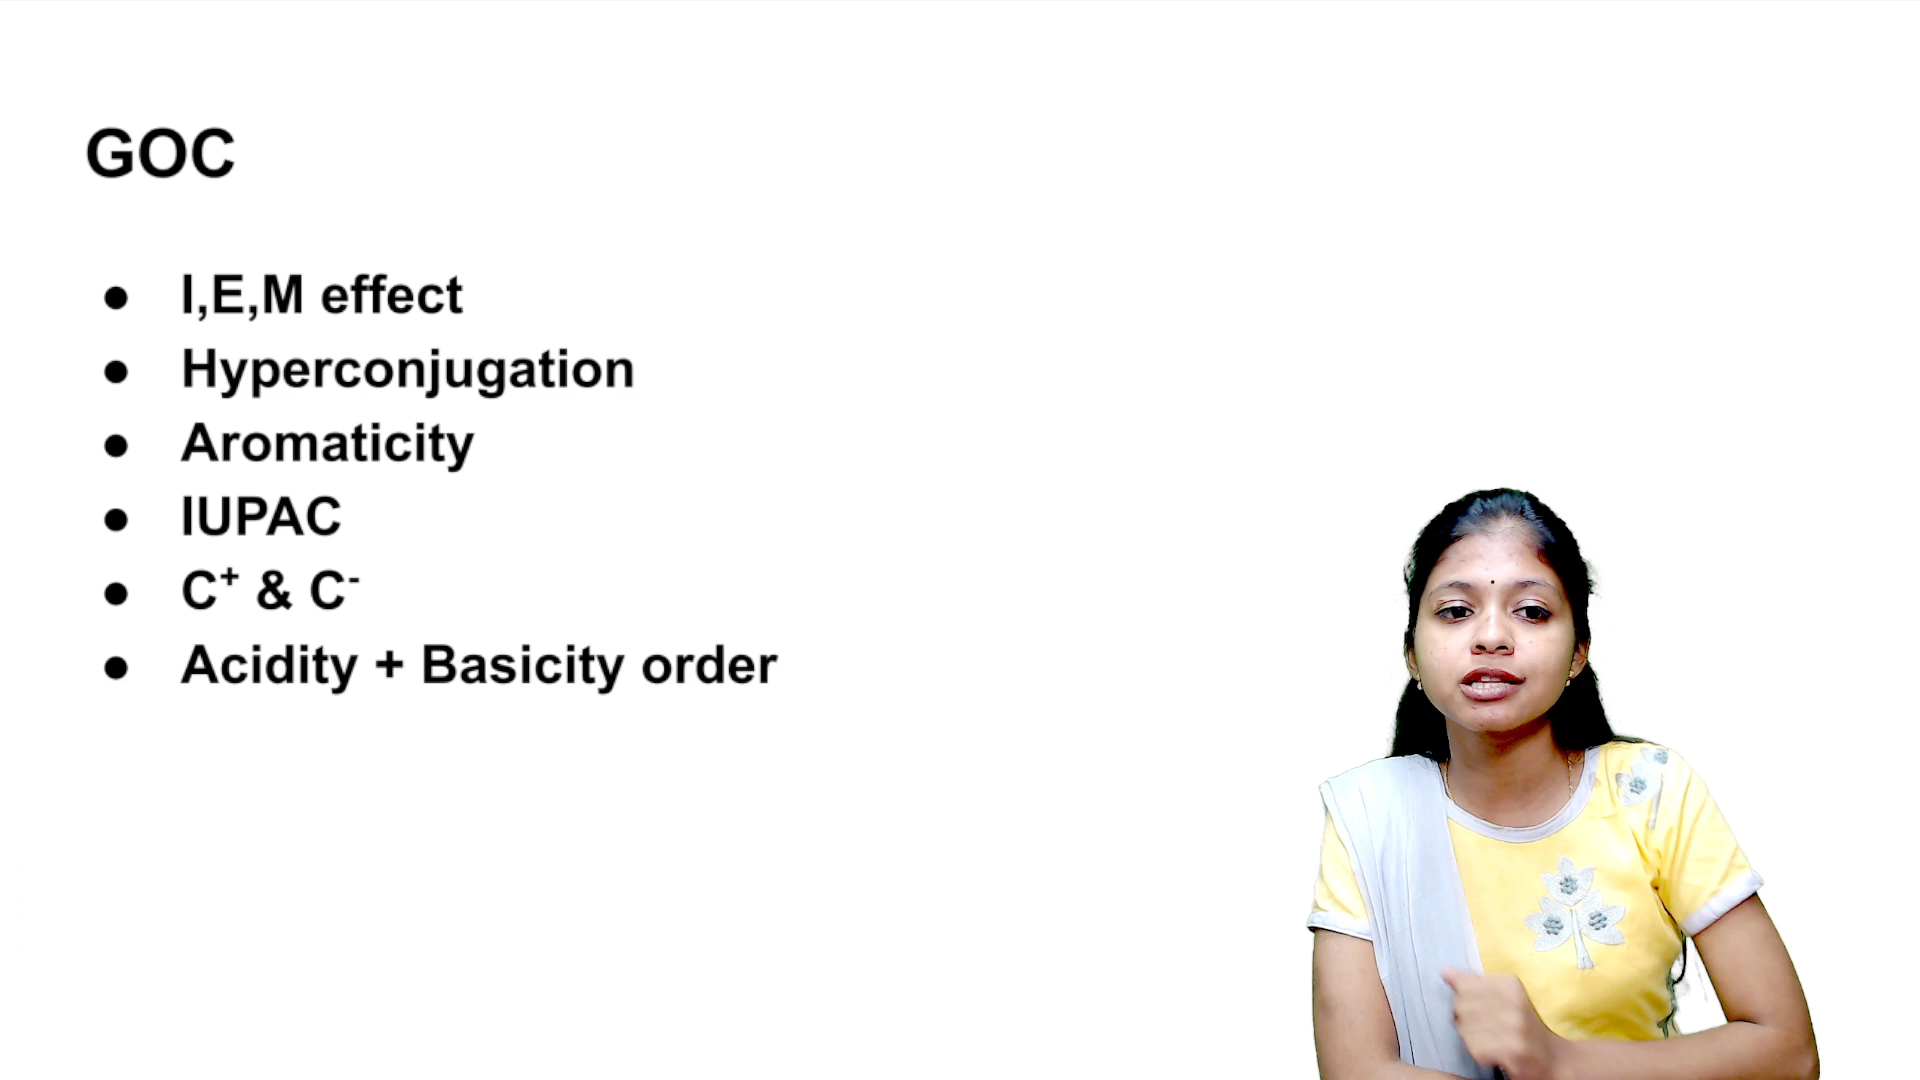 GOC
● I,E,M effect
● Hyperconjugation
● Aromaticity
● IUPAC
● C⁺ & C⁻
● Acidity + Basicity order